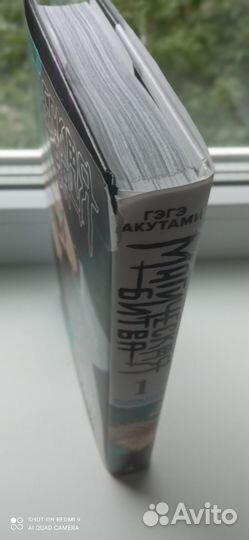 ГЭГЭ
АКУТАМИ
МАГИЧЕСКАЯ
БИТВА
1
SHOT ON REDMI 9
AI QUAD CAMERA
Avito